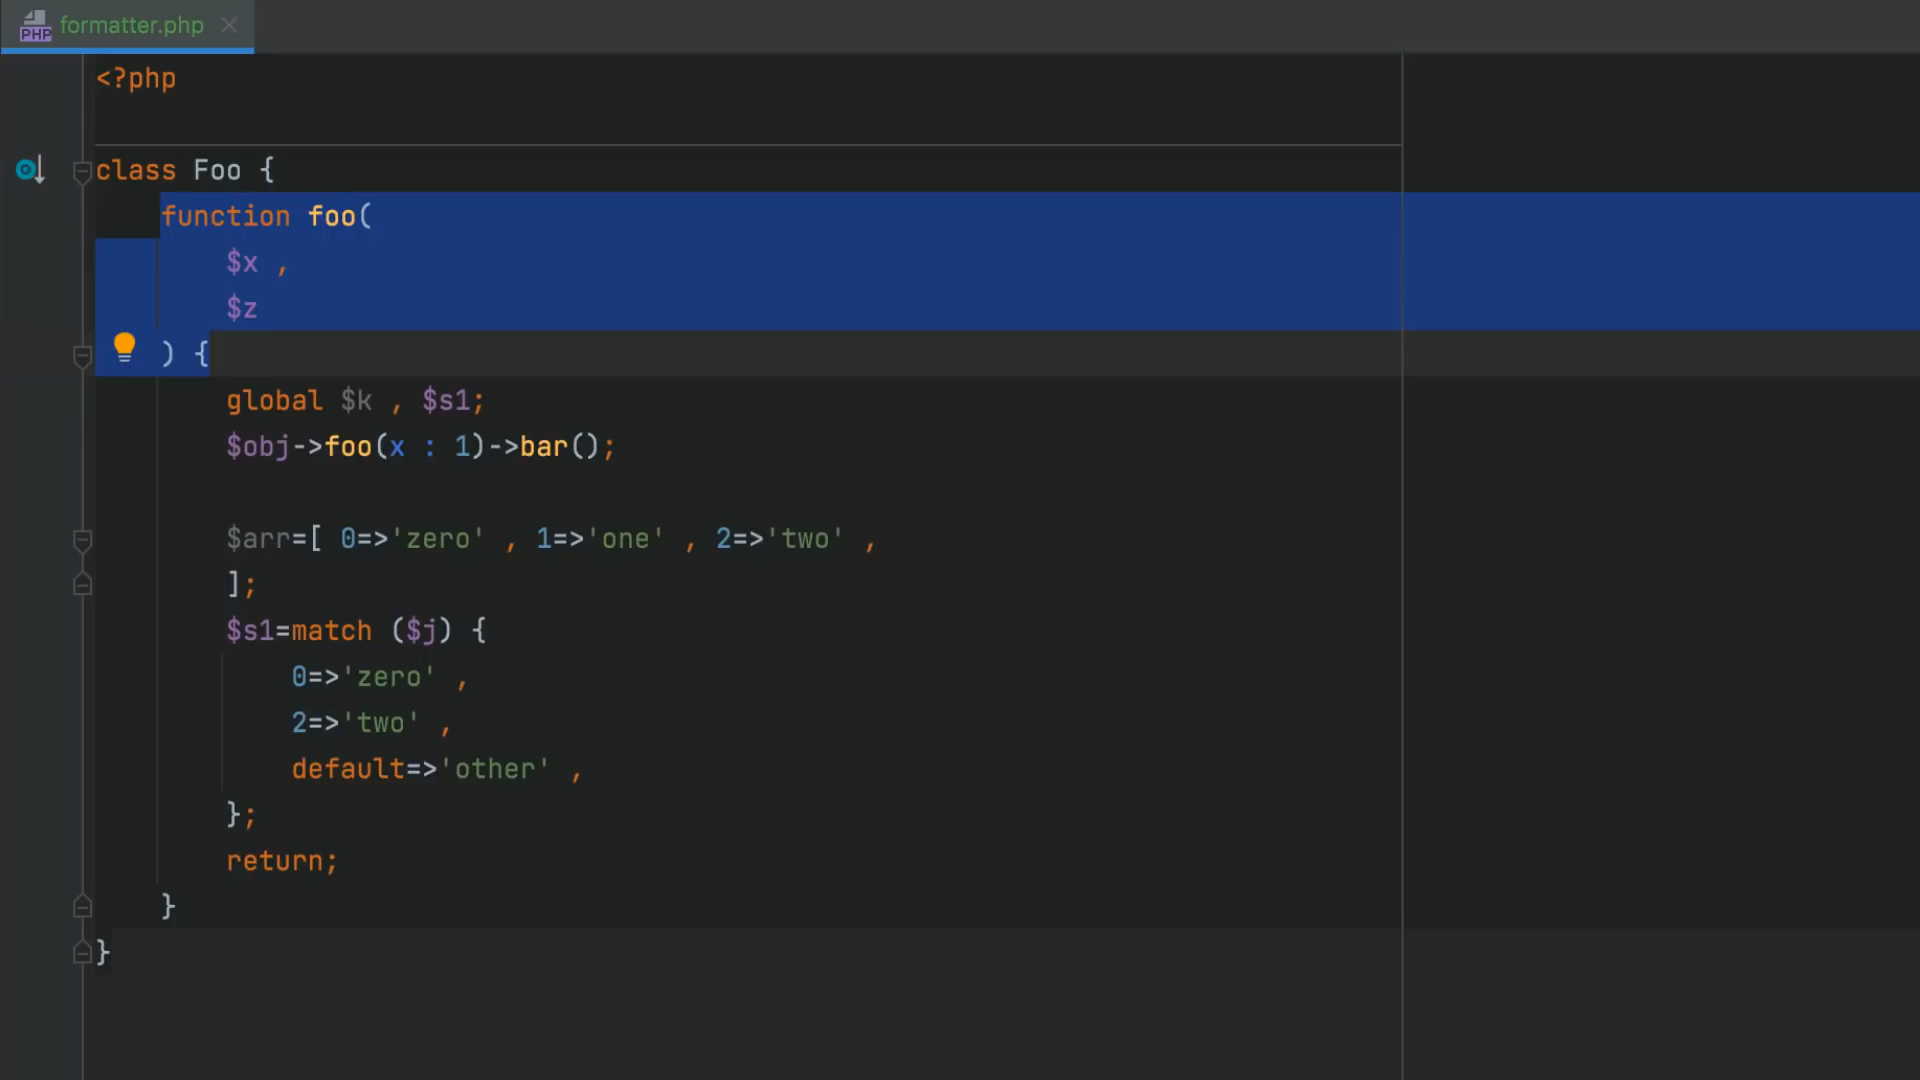 PHP formatter.php
<?php
class Foo {
    function foo(
        $x ,
        $z
    ) {
        global $k , $s1;
        $obj->foo(x : 1)->bar();

        $arr=[ 0=>'zero' , 1=>'one' , 2=>'two' ,
        ];
        $s1=match ($j) {
            0=>'zero' ,
            2=>'two' ,
            default=>'other' ,
        };
        return;
    }
}